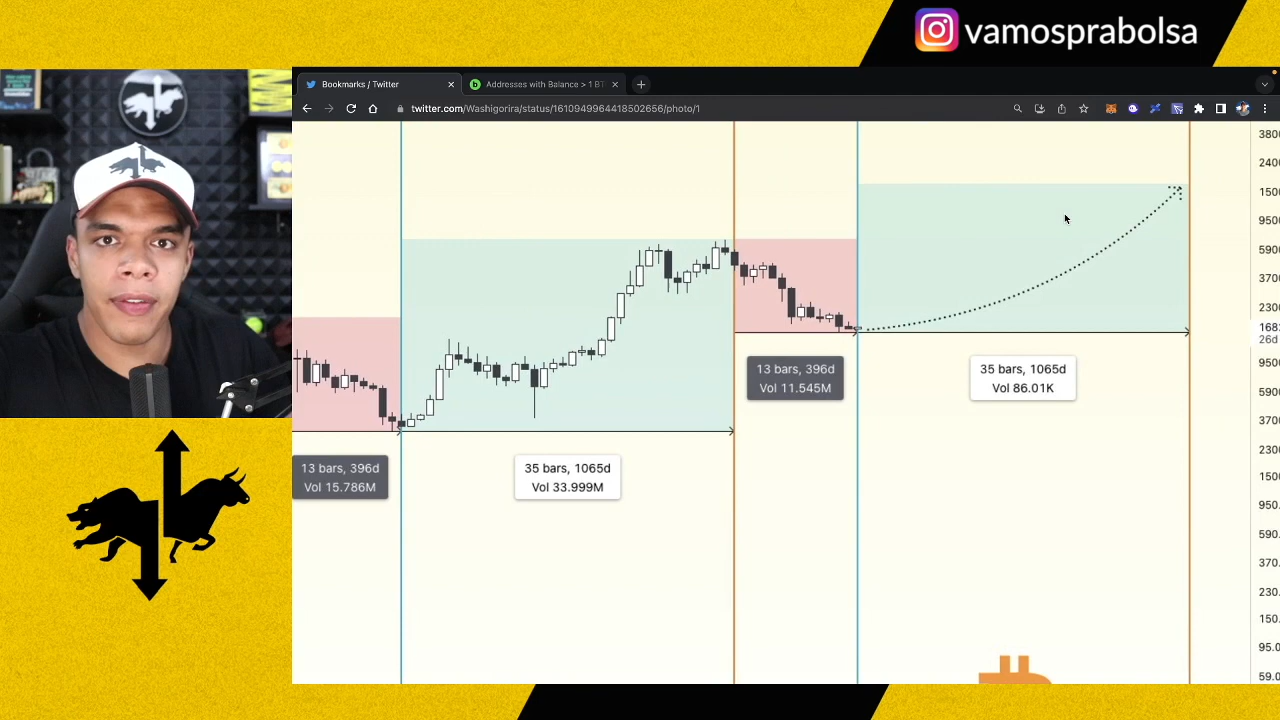 vamosprabolsa
Bookmarks / Twitter
Addresses with Balance > 1 BT
twitter.com/Washigorira/status/1610949964418502656/photo/1
3800
2400
1500
9500
5900
3700
2300
168
26d
9500
5900
3700
2300
1500
950.
590.
370.
230.
150.
95.0
59.0
13 bars, 396d
Vol 11.545M
35 bars, 1065d
Vol 86.01K
13 bars, 396d
Vol 15.786M
35 bars, 1065d
Vol 33.999M